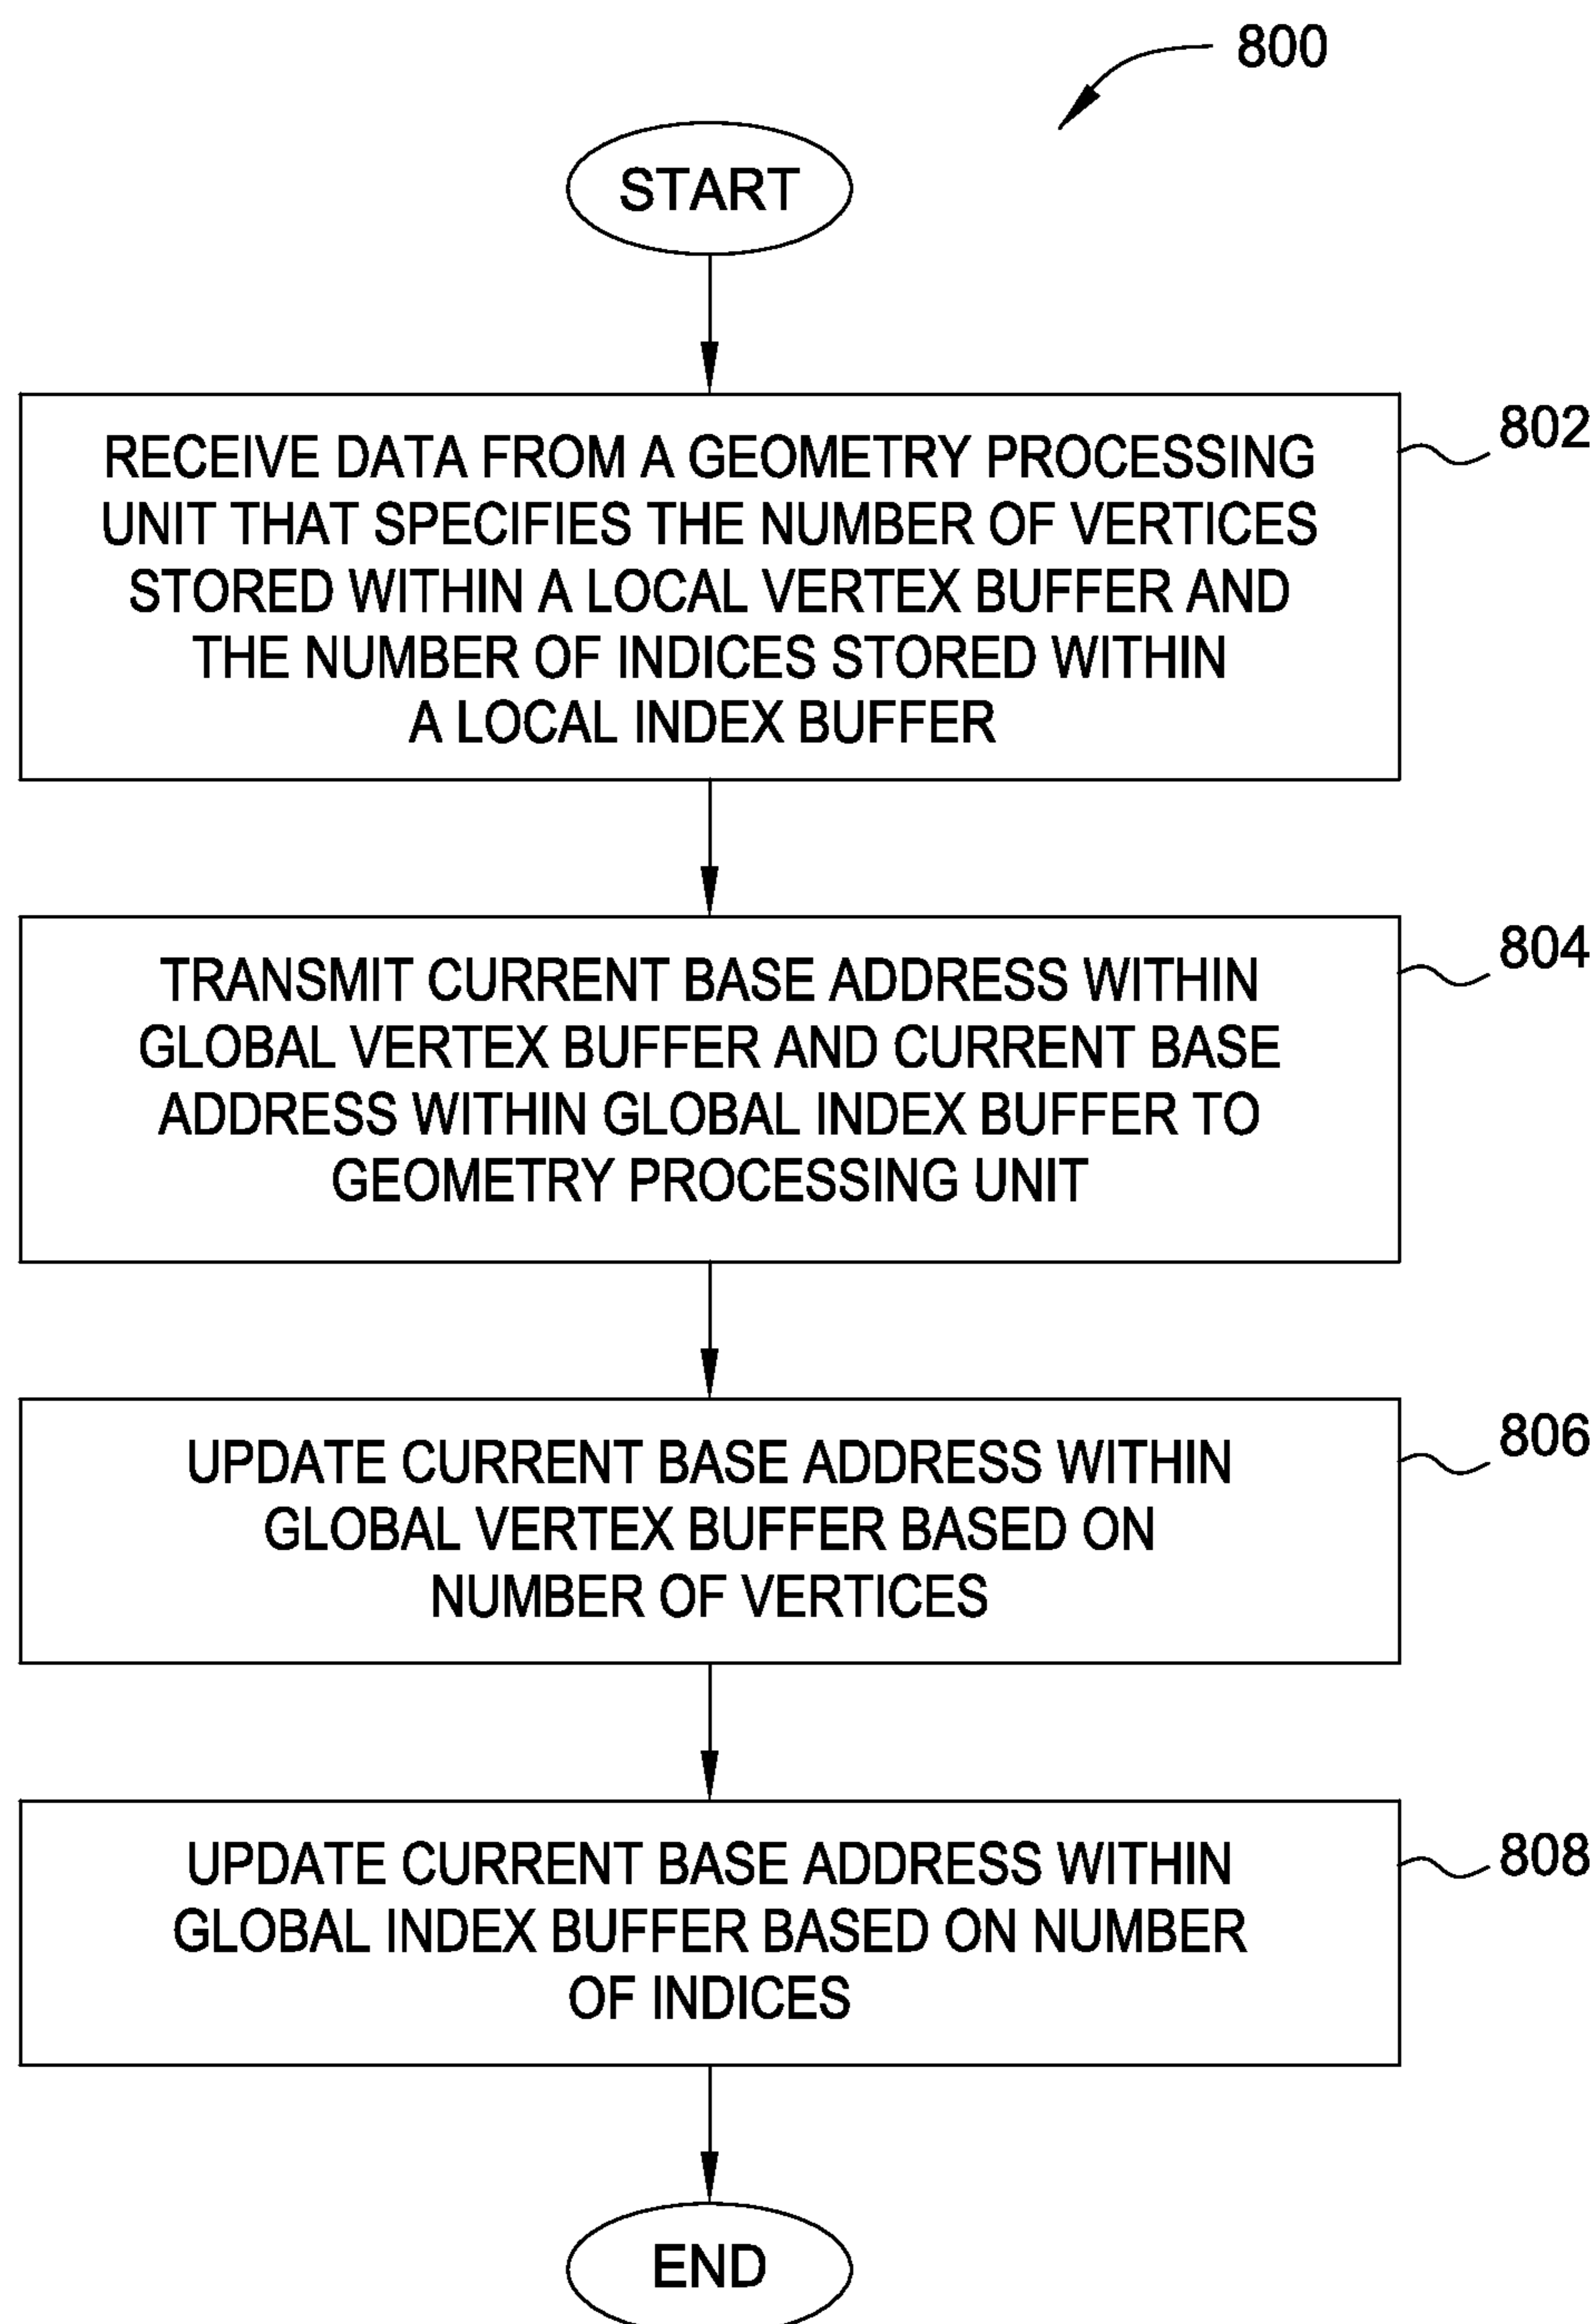 800
START
RECEIVE DATA FROM A GEOMETRY PROCESSING
UNIT THAT SPECIFIES THE NUMBER OF VERTICES
STORED WITHIN A LOCAL VERTEX BUFFER AND
THE NUMBER OF INDICES STORED WITHIN
A LOCAL INDEX BUFFER
802
TRANSMIT CURRENT BASE ADDRESS WITHIN
GLOBAL VERTEX BUFFER AND CURRENT BASE
ADDRESS WITHIN GLOBAL INDEX BUFFER TO
GEOMETRY PROCESSING UNIT
804
UPDATE CURRENT BASE ADDRESS WITHIN
GLOBAL VERTEX BUFFER BASED ON
NUMBER OF VERTICES
806
UPDATE CURRENT BASE ADDRESS WITHIN
GLOBAL INDEX BUFFER BASED ON NUMBER
OF INDICES
808
END